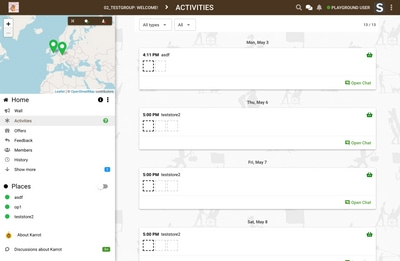 02_TESTGROUP: WELCOME!
ACTIVITIES
PLAYGROUND USER
+
−
Leaflet | © OpenStreetMap contributors
Home
Wall
Activities
Offers
Feedback
Members
History
Show more
Places
asdf
op1
teststore2
About Karrot
Discussions about Karrot
All types
All
Mon, May 3
4:11 PM asdf
Open Chat
Thu, May 6
5:00 PM teststore2
Open Chat
Fri, May 7
5:00 PM teststore2
Open Chat
Sat, May 8
5:00 PM teststore2